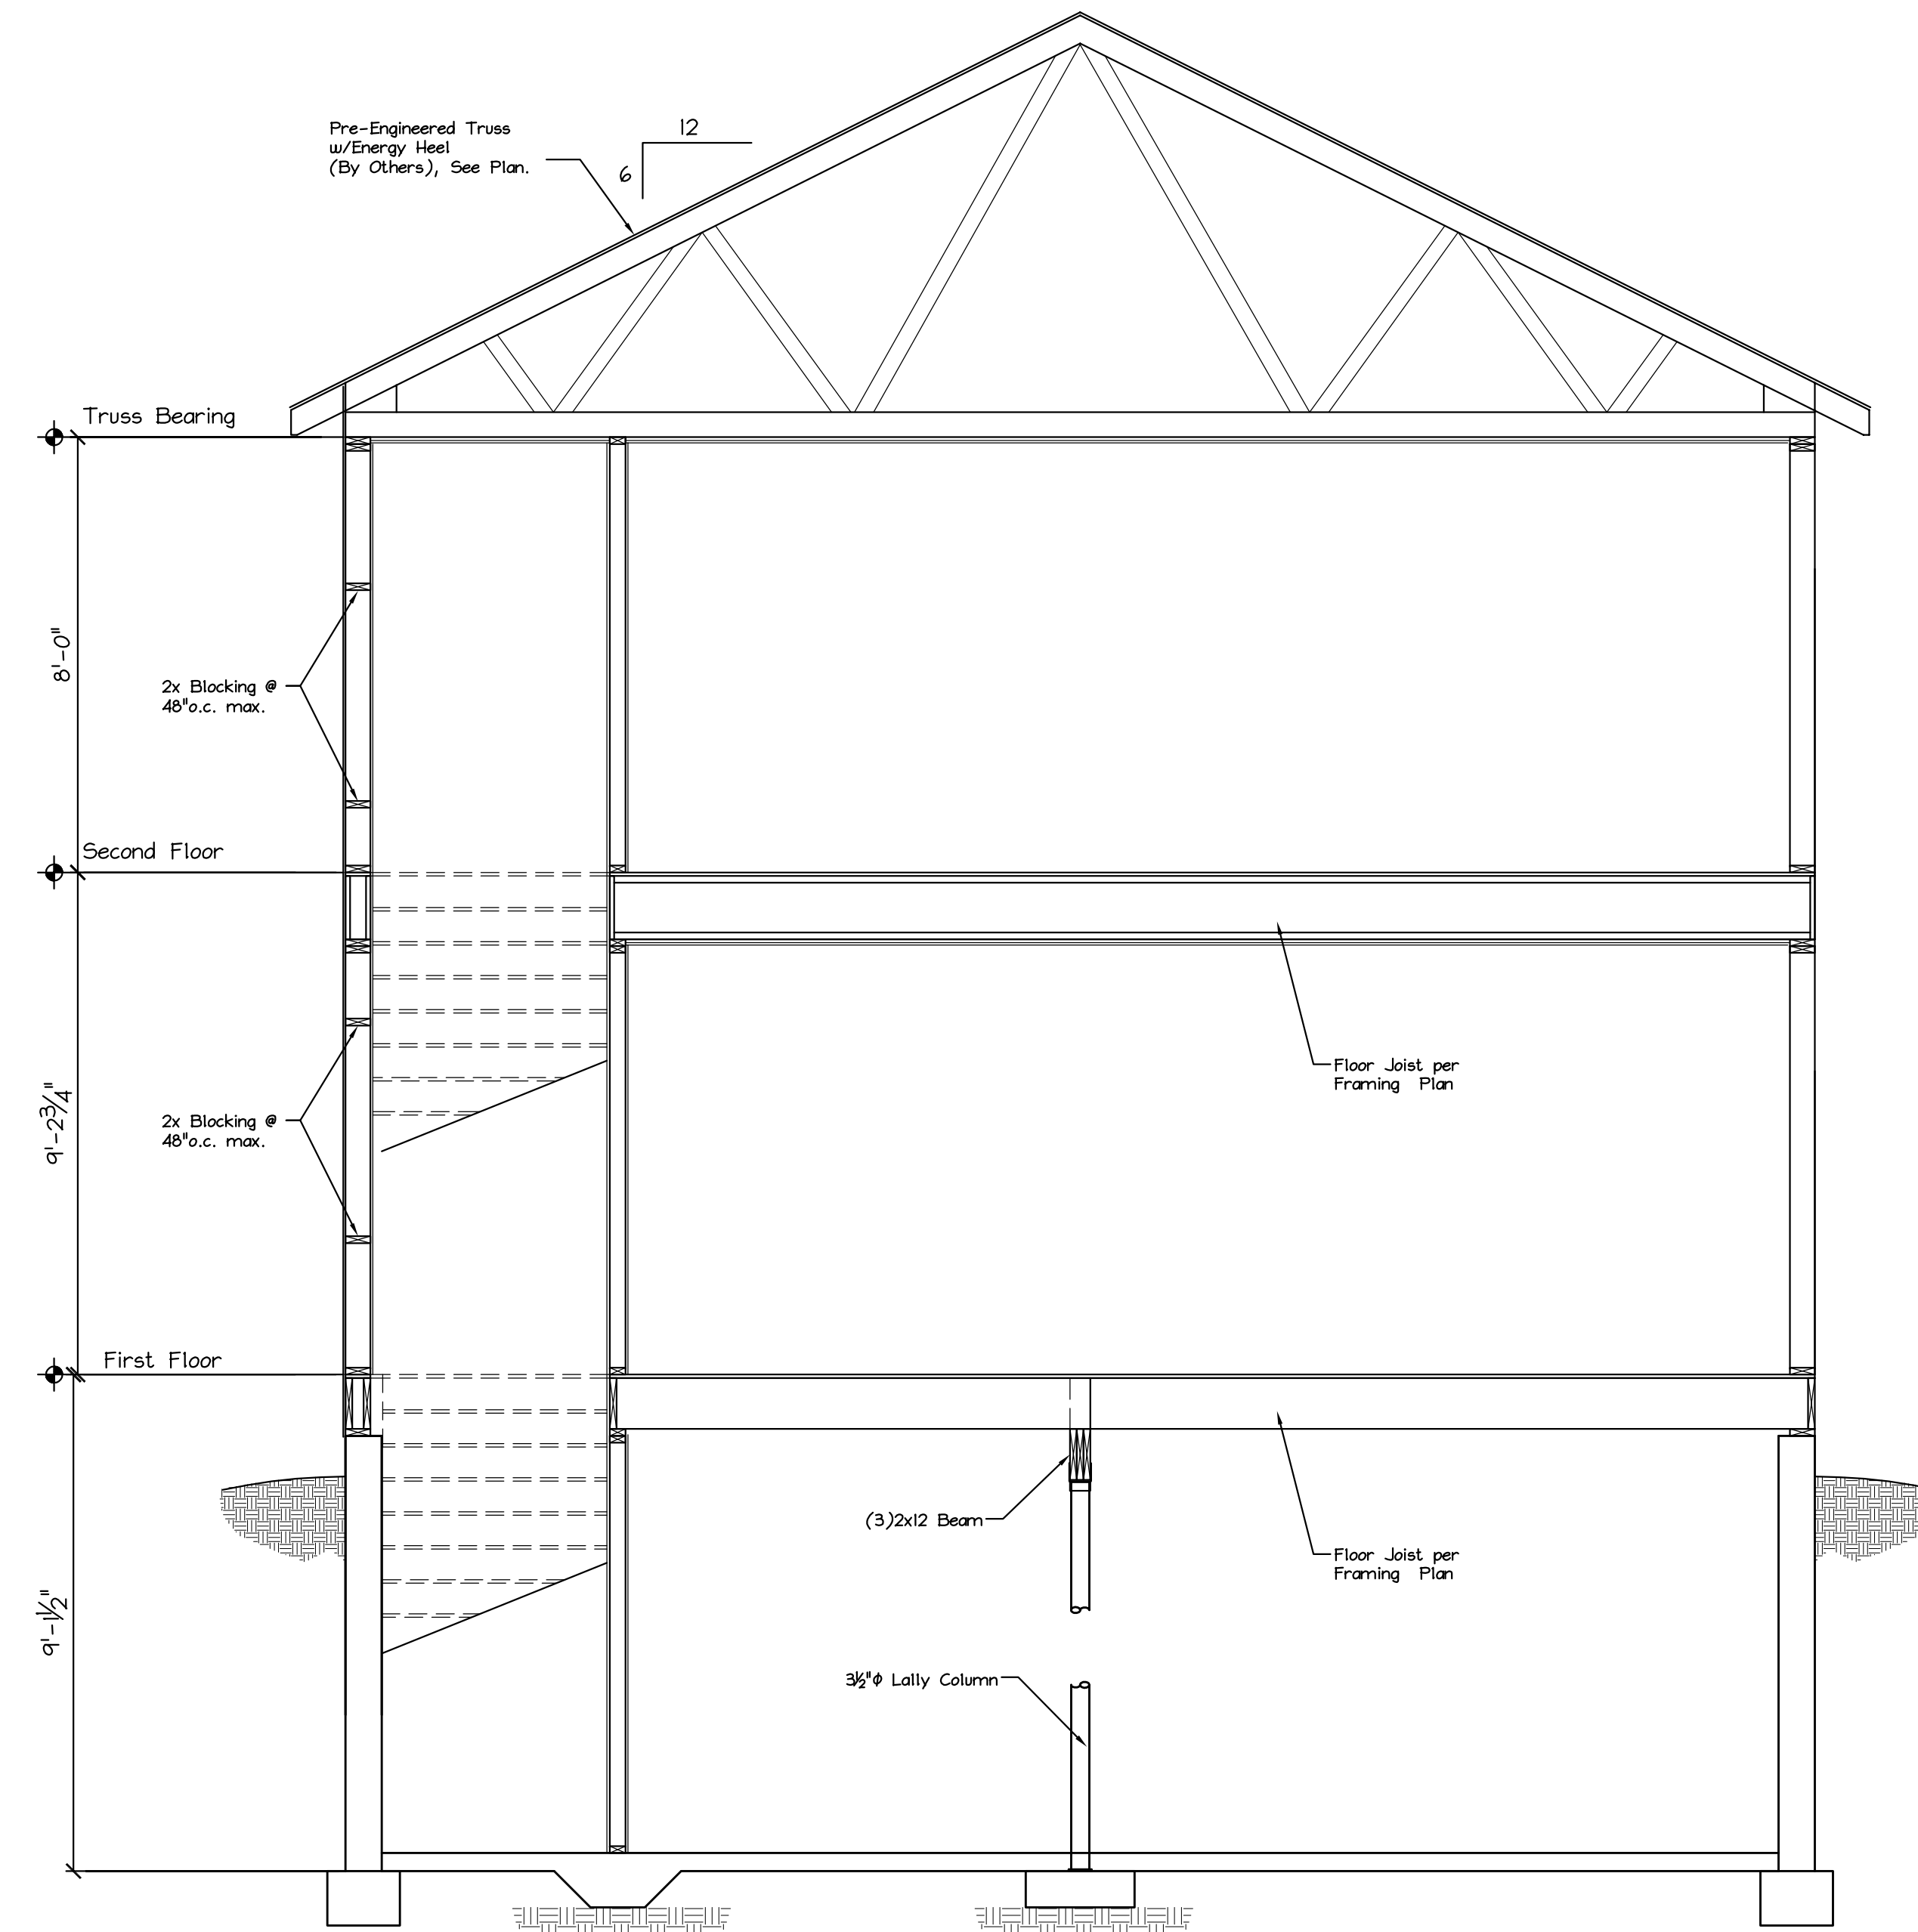 12
6
Pre-Engineered Truss
w/Energy Heel
(By Others), See Plan.
Truss Bearing
8'-0"
2x Blocking @
48"o.c. max.
Second Floor
Floor Joist per
Framing Plan
9'-2¾"
2x Blocking @
48"o.c. max.
First Floor
(3)2x12 Beam
Floor Joist per
Framing Plan
9'-1½"
3½"Φ Lally Column